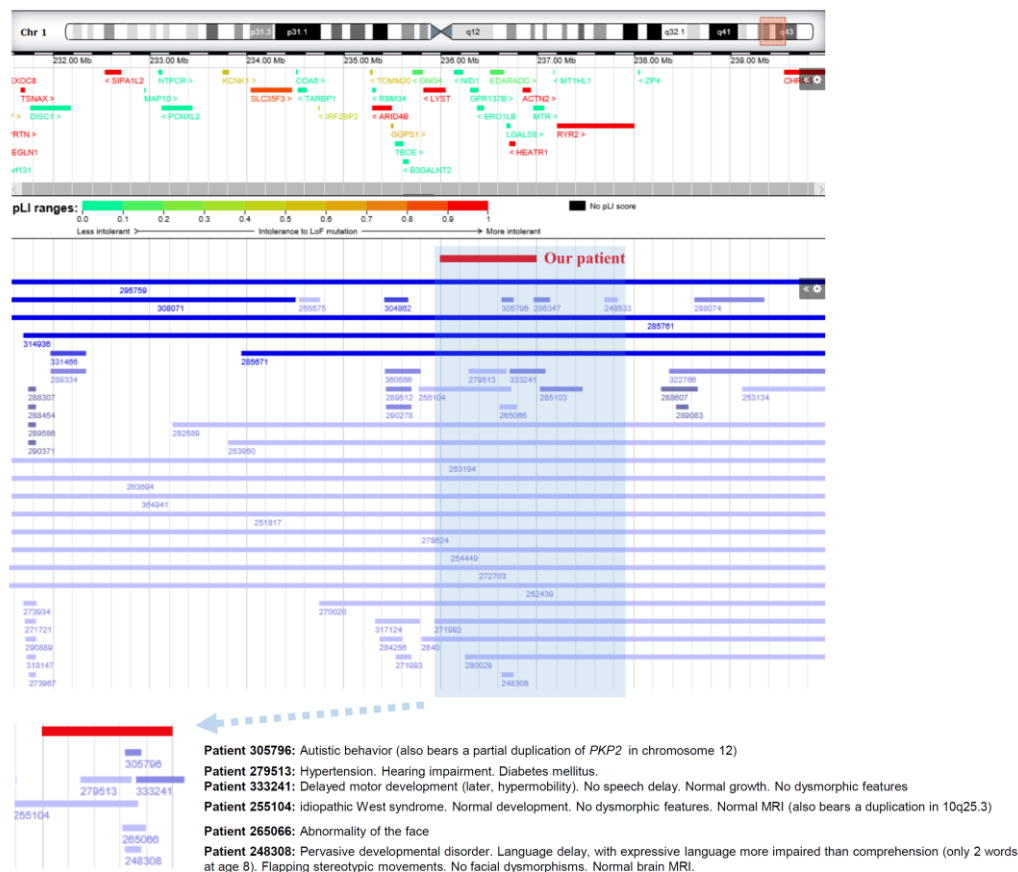 Chr 1 p31.3 p31.1 q12 q32.1 q41 q43
232.00 Mb 233.00 Mb 234.00 Mb 235.00 Mb 236.00 Mb 237.00 Mb 238.00 Mb 239.00 Mb
EXOC8 < SIPA1L2 NTPCR > KCNK1 > COA6 > < TOMM20 < GNG4 < NID1 EDARADD > < MT1HL1 < ZP4
TSNAX > MAP10 > SLC35F3 > < TARBP1 < RBM34 < LYST GPR137B > ACTN2 >
DISC1 > < PCNXL2 < IRF2BP2 < ARID4B < ERO1LB MTR >
GGPS1 > LGALS8 > RYR2 >
EGLN1 TBCE > < HEATR1
< B3GALNT2
pLI ranges: No pLI score
0.0 0.1 0.2 0.3 0.4 0.5 0.6 0.7 0.8 0.9 1
Less intolerant Intolerance to LoF mutation More intolerant
Our patient
295759
308071 304862 305796 286347 248533 288074
285761
314936
331466 285671
289334 360666 279513 333241 322766
288307 289512 255104 285103 288607 253134
288454 290278 265066 289083
289686 282589
290371 253960
263194
263694
364941
251817
278624
254449
272703
252439
273934 270020
271721 317124 271992
290889 284256 2840
318147 271993 280028
273967 248308
305796
279513 333241
255104
265066
248308
Patient 305796: Autistic behavior (also bears a partial duplication of PKP2 in chromosome 12)
Patient 279513: Hypertension. Hearing impairment. Diabetes mellitus.
Patient 333241: Delayed motor development (later, hypermobility). No speech delay. Normal growth. No dysmorphic features
Patient 255104: idiopathic West syndrome. Normal development. No dysmorphic features. Normal MRI (also bears a duplication in 10q25.3)
Patient 265066: Abnormality of the face
Patient 248308: Pervasive developmental disorder. Language delay, with expressive language more impaired than comprehension (only 2 words
at age 8). Flapping stereotypic movements. No facial dysmorphisms. Normal brain MRI.